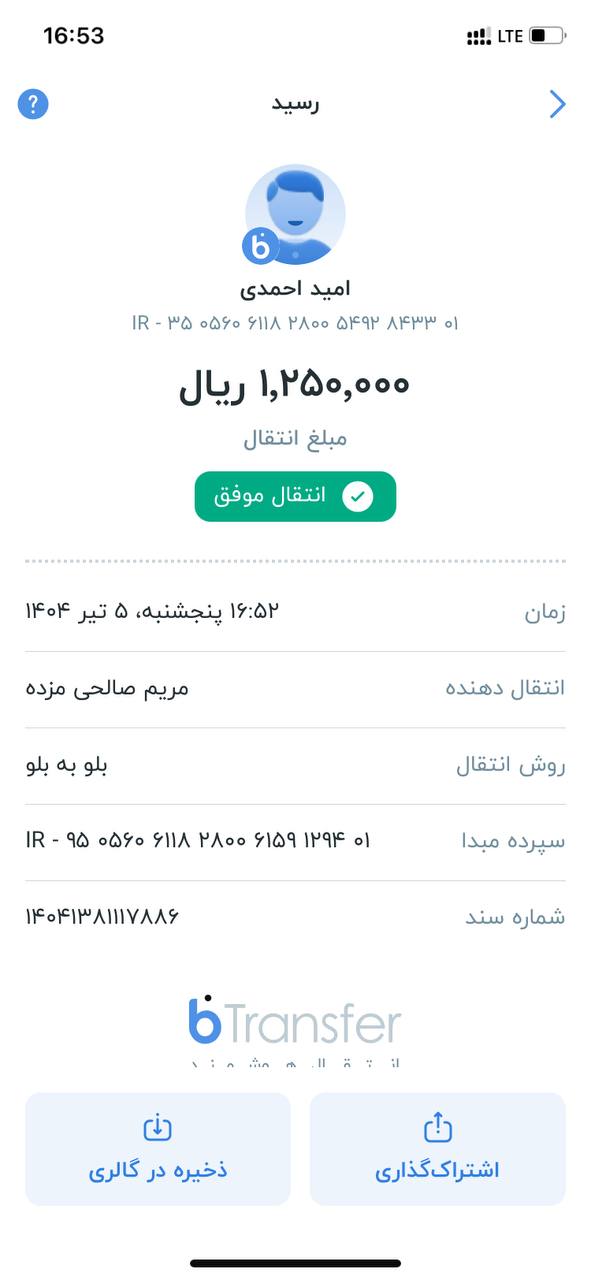 16:53
LTE
رسید
?
b
امید احمدی
IR - ۳۵ ۰۵۶۰ ۶۱۱۸ ۲۸۰۰ ۵۴۹۲ ۸۴۳۳ ۰۱
۱,۲۵۰,۰۰۰ ریال
مبلغ انتقال
انتقال موفق
زمان ۱۶:۵۲ پنجشنبه، ۵ تیر ۱۴۰۴
انتقال دهنده مریم صالحی مزده
روش انتقال بلو به بلو
سپرده مبدا IR - ۹۵ ۰۵۶۰ ۶۱۱۸ ۲۸۰۰ ۶۱۵۹ ۱۲۹۴ ۰۱
شماره سند ۱۴۰۴۱۳۸۱۱۱۷۸۸۶
bTransfer
اشتراک‌گذاری
ذخیره در گالری